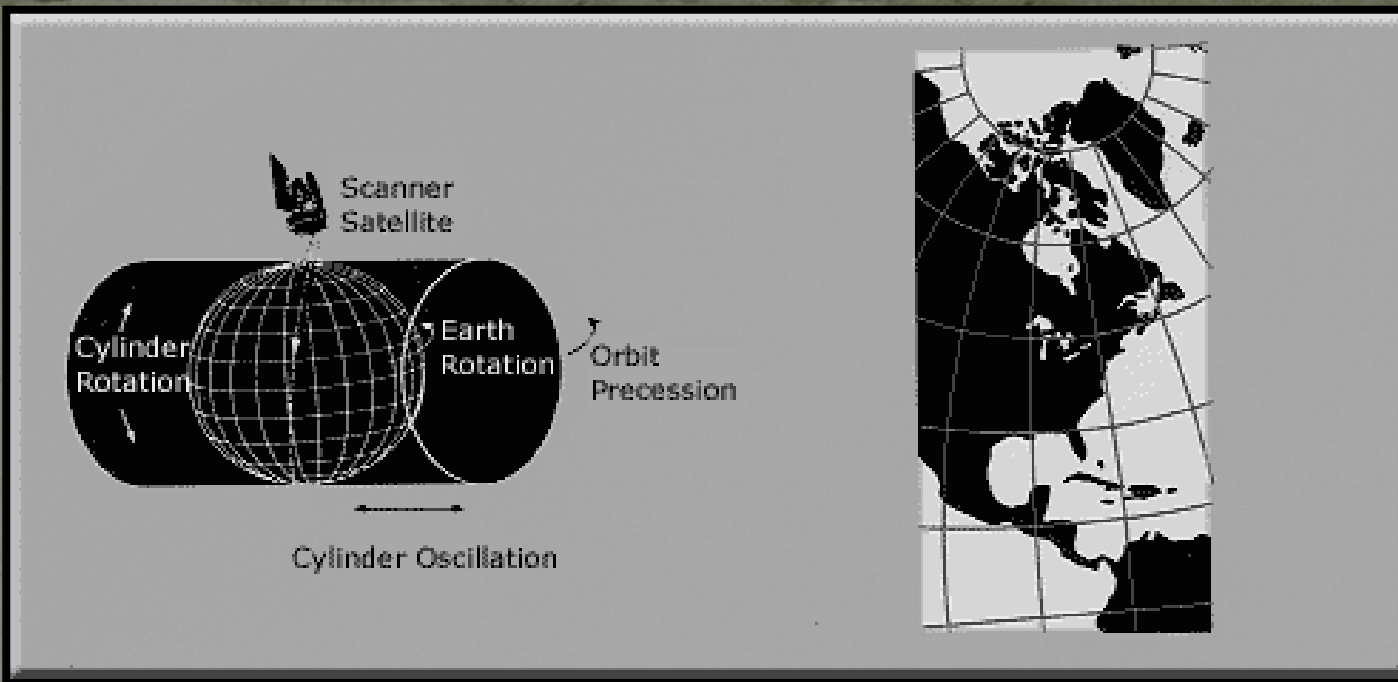 Scanner
Satellite
Cylinder
Rotation
Earth
Rotation
Orbit
Precession
Cylinder Oscillation